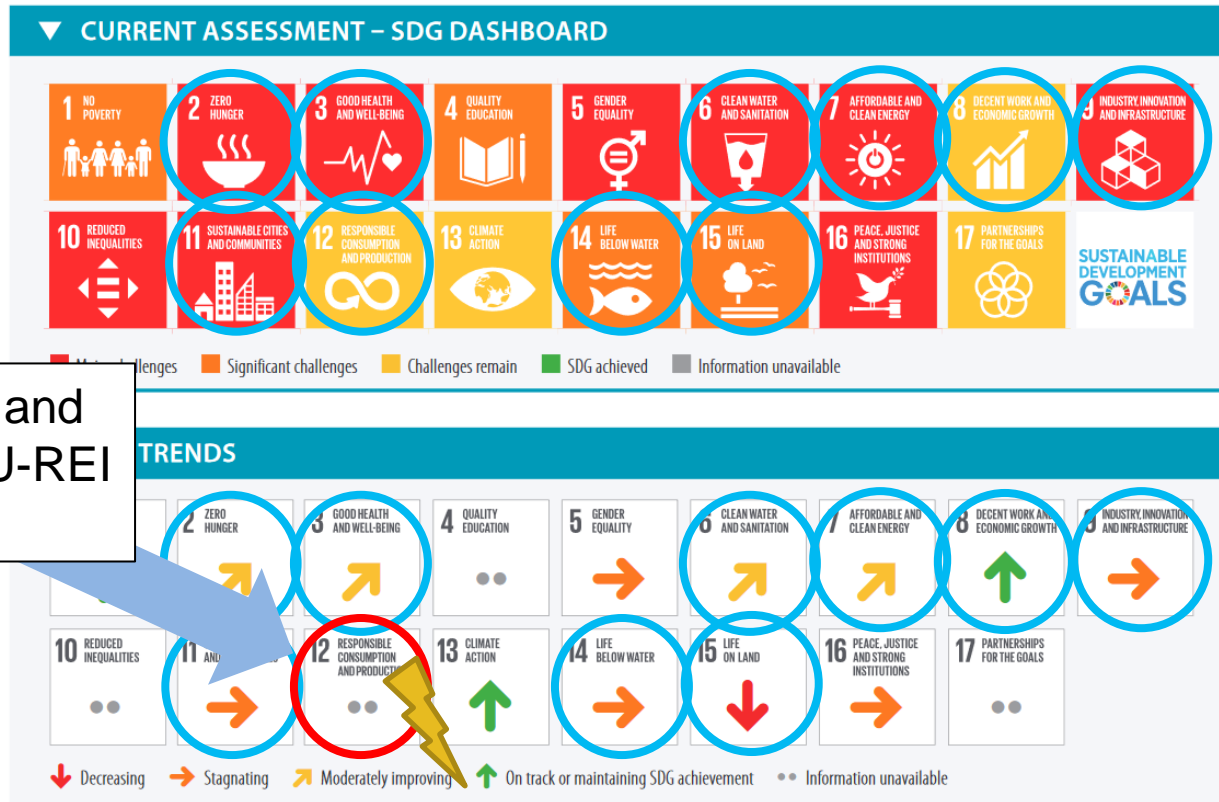 ▼ CURRENT ASSESSMENT – SDG DASHBOARD
1 NO POVERTY
2 ZERO HUNGER
3 GOOD HEALTH AND WELL-BEING
4 QUALITY EDUCATION
5 GENDER EQUALITY
6 CLEAN WATER AND SANITATION
7 AFFORDABLE AND CLEAN ENERGY
8 DECENT WORK AND ECONOMIC GROWTH
9 INDUSTRY, INNOVATION AND INFRASTRUCTURE
10 REDUCED INEQUALITIES
11 SUSTAINABLE CITIES AND COMMUNITIES
12 RESPONSIBLE CONSUMPTION AND PRODUCTION
13 CLIMATE ACTION
14 LIFE BELOW WATER
15 LIFE ON LAND
16 PEACE, JUSTICE AND STRONG INSTITUTIONS
17 PARTNERSHIPS FOR THE GOALS
SUSTAINABLE
DEVELOPMENT
GOALS
Significant challenges Challenges remain SDG achieved Information unavailable
and
U-REI
TRENDS
2 ZERO HUNGER
3 GOOD HEALTH AND WELL-BEING
4 QUALITY EDUCATION
5 GENDER EQUALITY
6 CLEAN WATER AND SANITATION
7 AFFORDABLE AND CLEAN ENERGY
8 DECENT WORK AND ECONOMIC GROWTH
9 INDUSTRY, INNOVATION AND INFRASTRUCTURE
10 REDUCED INEQUALITIES
11 AND
12 RESPONSIBLE CONSUMPTION AND PRODUCTION
13 CLIMATE ACTION
14 LIFE BELOW WATER
15 LIFE ON LAND
16 PEACE, JUSTICE AND STRONG INSTITUTIONS
17 PARTNERSHIPS FOR THE GOALS
Decreasing Stagnating Moderately improving On track or maintaining SDG achievement Information unavailable